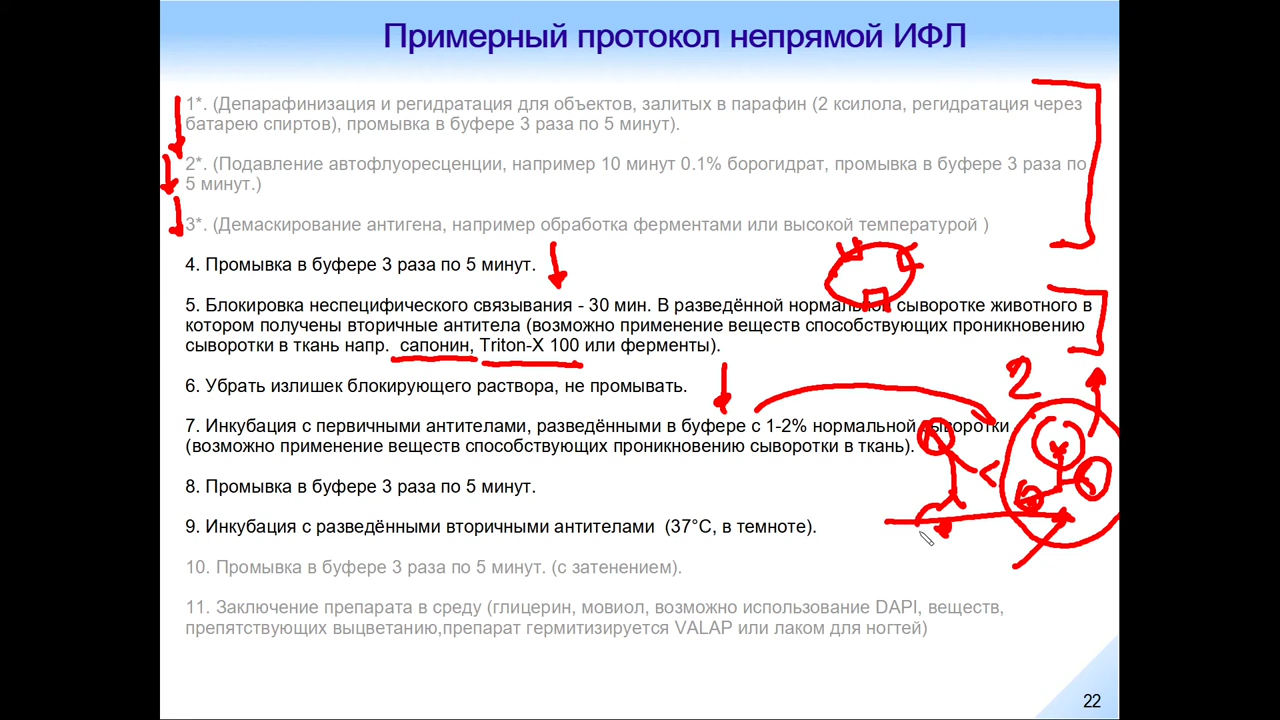 Примерный протокол непрямой ИФЛ
1*. (Депарафинизация и регидратация для объектов, залитых в парафин (2 ксилола, регидратация через
батарею спиртов), промывка в буфере 3 раза по 5 минут).
2*. (Подавление автофлуоресценции, например 10 минут 0.1% борогидрат, промывка в буфере 3 раза по
5 минут.)
3*. (Демаскирование антигена, например обработка ферментами или высокой температурой )
4. Промывка в буфере 3 раза по 5 минут.
5. Блокировка неспецифического связывания - 30 мин. В разведённой нормальной сыворотке животного в
котором получены вторичные антитела (возможно применение веществ способствующих проникновению
сыворотки в ткань напр. сапонин, Triton-X 100 или ферменты).
6. Убрать излишек блокирующего раствора, не промывать.
2
7. Инкубация с первичными антителами, разведёнными в буфере с 1-2% нормальной сыворотки
(возможно применение веществ способствующих проникновению сыворотки в ткань).
8. Промывка в буфере 3 раза по 5 минут.
9. Инкубация с разведёнными вторичными антителами (37°С, в темноте).
10. Промывка в буфере 3 раза по 5 минут. (с затенением).
11. Заключение препарата в среду (глицерин, мовиол, возможно использование DAPI, веществ,
препятствующих выцветанию,препарат гермитизируется VALAP или лаком для ногтей)
22